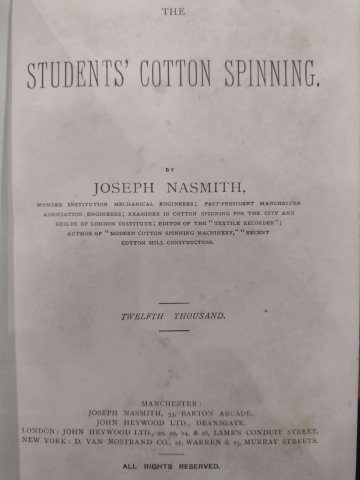 THE
STUDENTS' COTTON SPINNING.
BY
JOSEPH NASMITH,
MEMBER INSTITUTION MECHANICAL ENGINEERS; PAST-PRESIDENT MANCHESTER
ASSOCIATION ENGINEERS; EXAMINER IN COTTON SPINNING FOR THE CITY AND
GUILDS OF LONDON INSTITUTE; EDITOR OF THE "TEXTILE RECORDER";
AUTHOR OF "MODERN COTTON SPINNING MACHINERY," "RECENT
COTTON MILL CONSTRUCTION.
TWELFTH THOUSAND.
MANCHESTER:
JOSEPH NASMITH, 33, BARTON ARCADE.
JOHN HEYWOOD LTD., DEANSGATE.
LONDON: JOHN HEYWOOD LTD., 20, 22, 24, & 26, LAMB'S CONDUIT STREET.
NEW YORK: D. VAN NOSTRAND CO., 27, WARREN & 23, MURRAY STREETS.
ALL RIGHTS RESERVED.